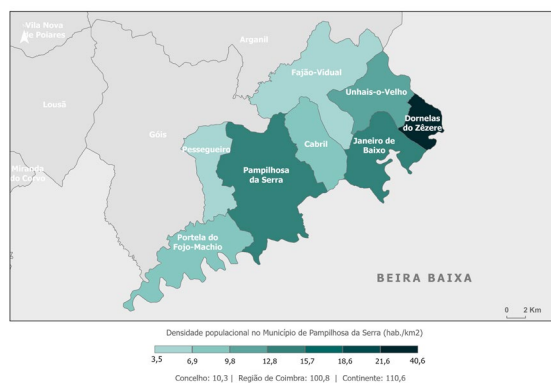 Vila Nova
de Poiares
Arganil
Fajão-Vidual
Unhais-o-Velho
Lousã
Dornelas
do Zêzere
Góis
Janeiro de
Baixo
Pessegueiro
Cabril
Miranda
do Corvo
Pampilhosa
da Serra
Portela do
Fojo-Machio
BEIRA BAIXA
0 2 Km
Densidade populacional no Município de Pampilhosa da Serra (hab./km2)
3,5 6,9 9,8 12,8 15,7 18,6 21,6 40,6
Concelho: 10,3 | Região de Coimbra: 100,8 | Continente: 110,6